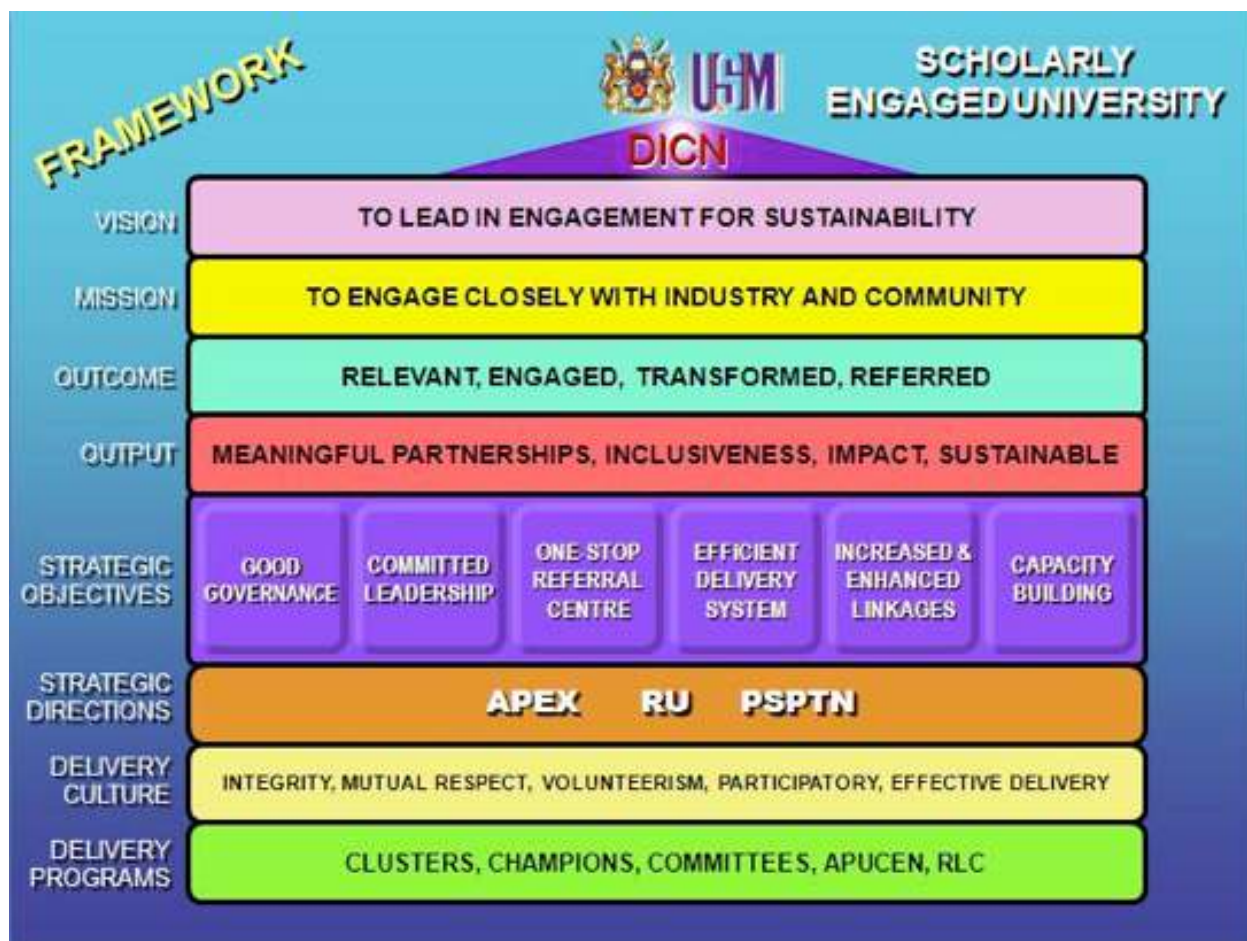 FRAMEWORK
USM
SCHOLARLY
ENGAGED UNIVERSITY
DICN
VISION
TO LEAD IN ENGAGEMENT FOR SUSTAINABILITY
MISSION
TO ENGAGE CLOSELY WITH INDUSTRY AND COMMUNITY
OUTCOME
RELEVANT, ENGAGED, TRANSFORMED, REFERRED
OUTPUT
MEANINGFUL PARTNERSHIPS, INCLUSIVENESS, IMPACT, SUSTAINABLE
STRATEGIC
OBJECTIVES
GOOD
GOVERNANCE
COMMITTED
LEADERSHIP
ONE STOP
REFERRAL
CENTRE
EFFICIENT
DELIVERY
SYSTEM
INCREASED &
ENHANCED
LINKAGES
CAPACITY
BUILDING
STRATEGIC
DIRECTIONS
APEX RU PSPTN
DELIVERY
CULTURE
INTEGRITY, MUTUAL RESPECT, VOLUNTEERISM, PARTICIPATORY, EFFECTIVE DELIVERY
DELIVERY
PROGRAMS
CLUSTERS, CHAMPIONS, COMMITTEES, APUCEN, RLC